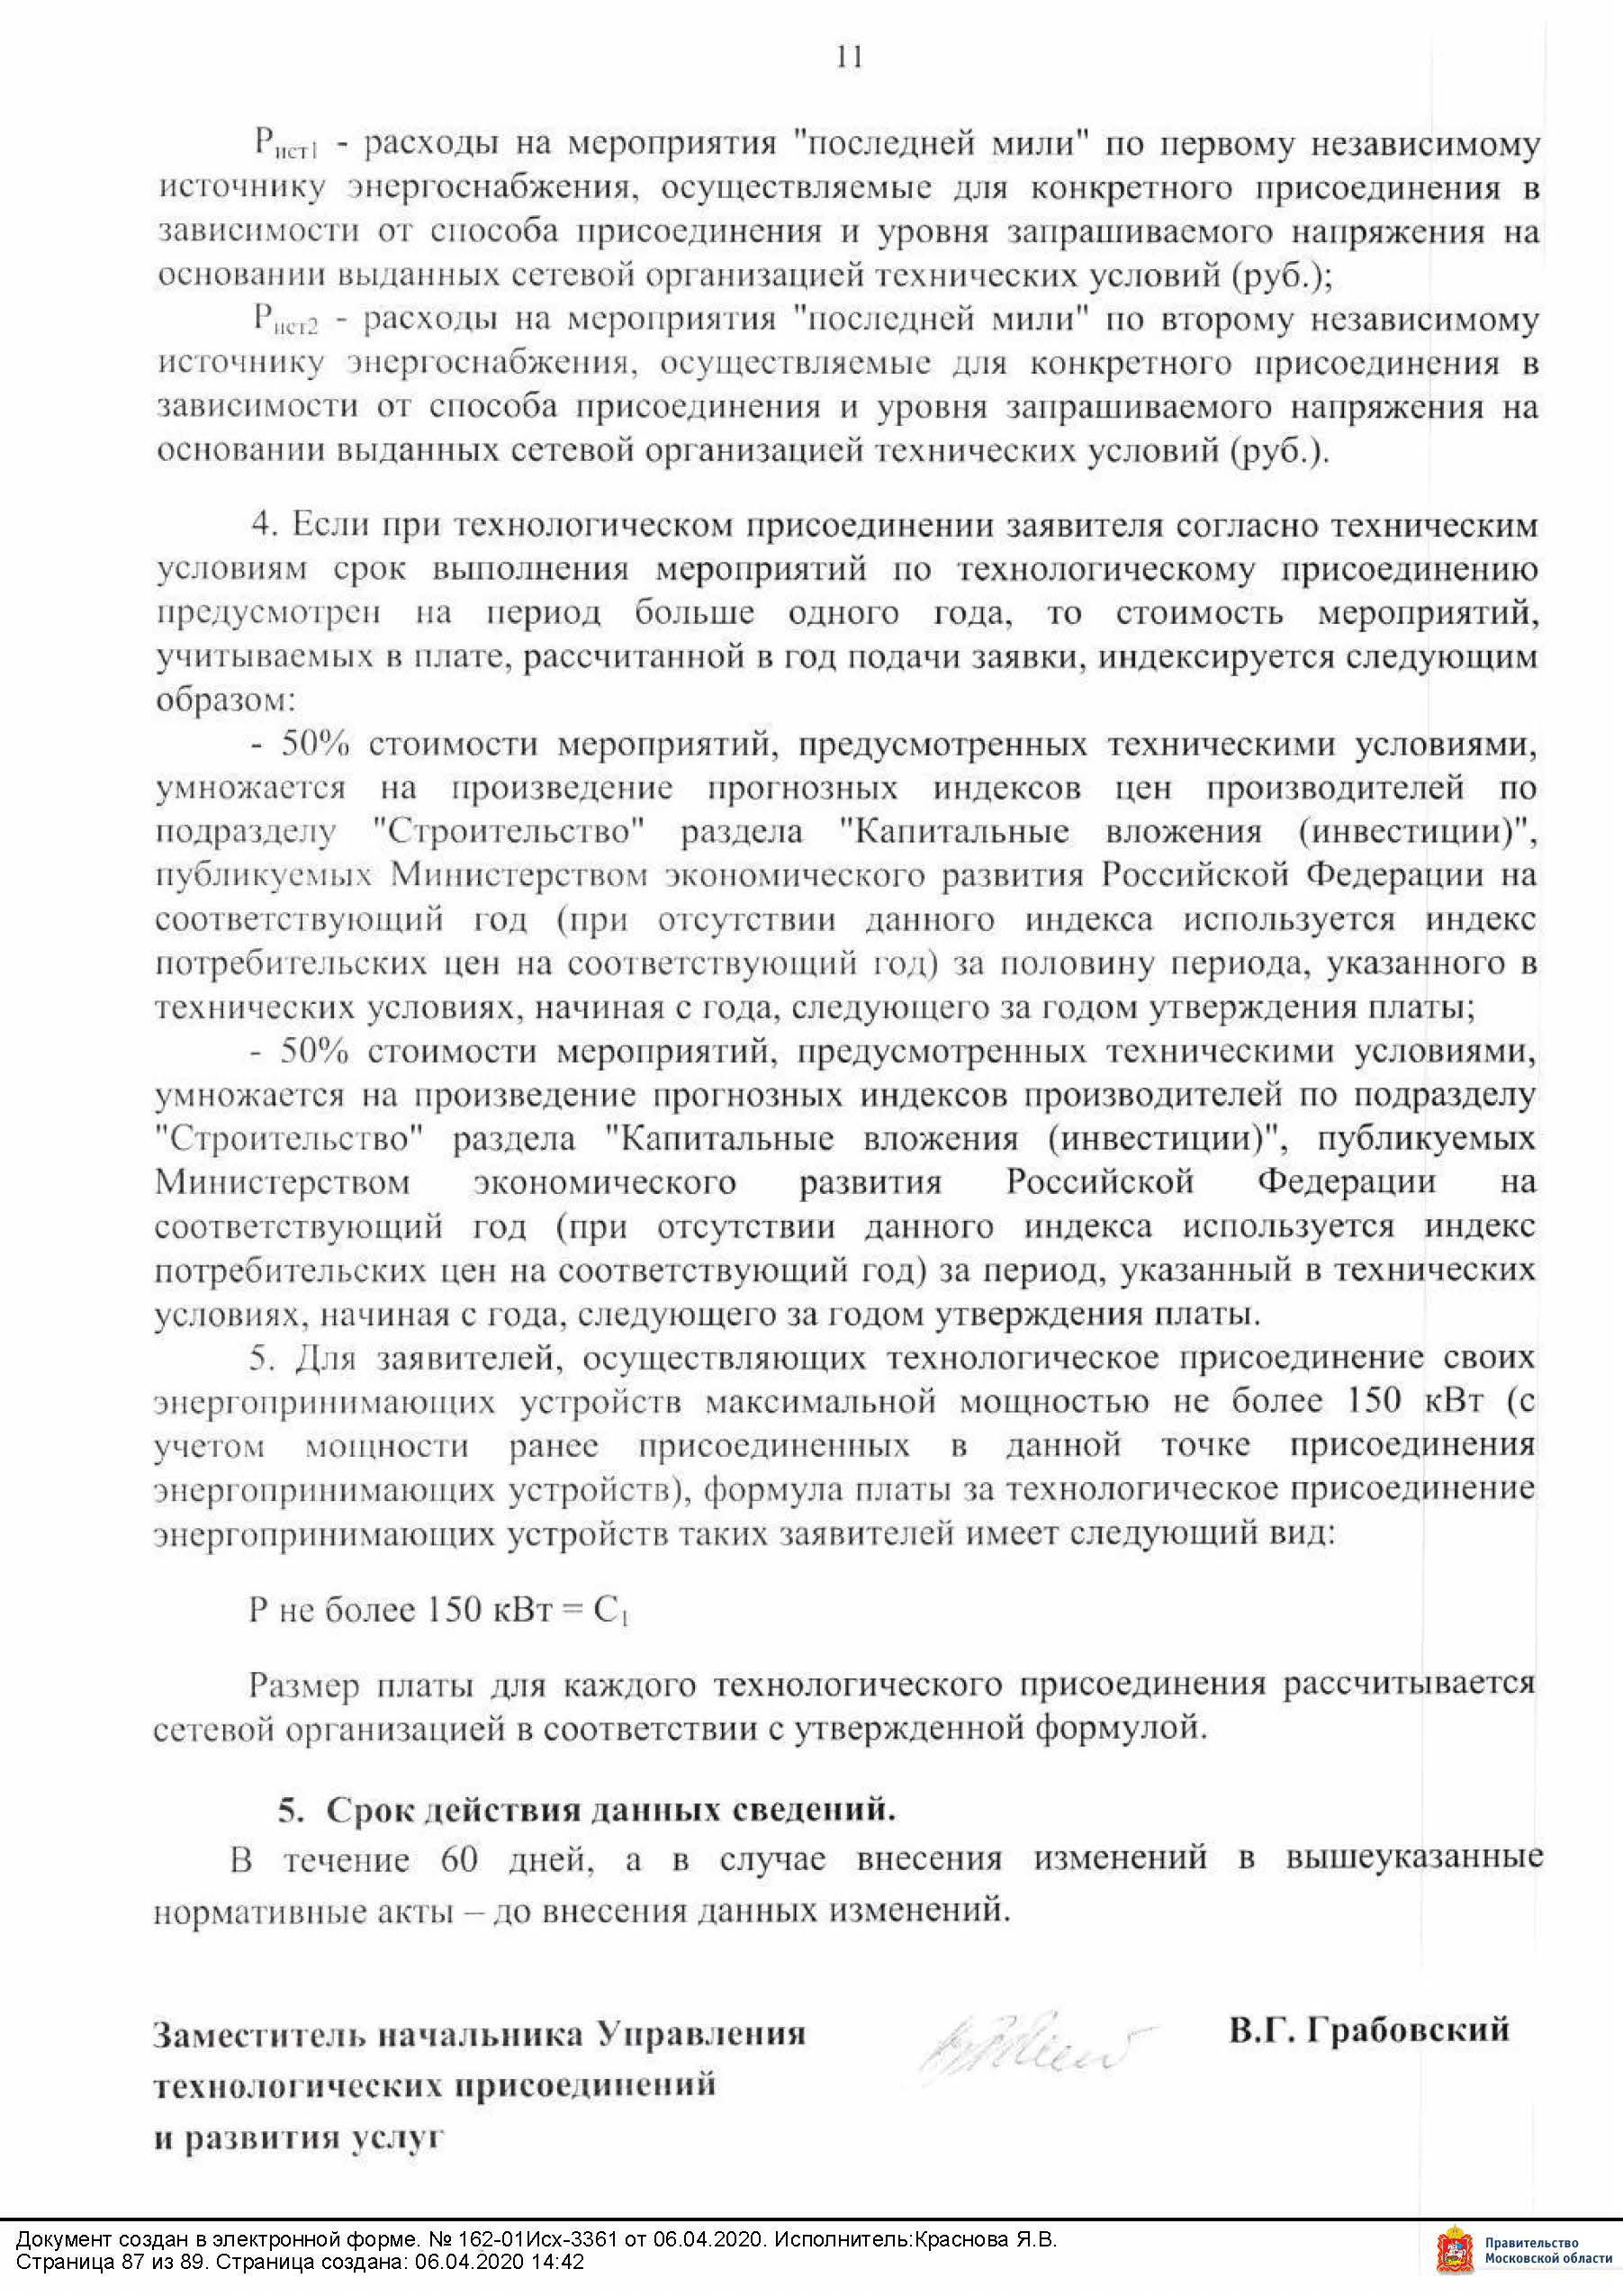 11
Рист1 - расходы на мероприятия "последней мили" по первому независимому
источнику энергоснабжения, осуществляемые для конкретного присоединения в
зависимости от способа присоединения и уровня запрашиваемого напряжения на
основании выданных сетевой организацией технических условий (руб.);
Рист2 - расходы на мероприятия "последней мили" по второму независимому
источнику энергоснабжения, осуществляемые для конкретного присоединения в
зависимости от способа присоединения и уровня запрашиваемого напряжения на
основании выданных сетевой организацией технических условий (руб.).
4. Если при технологическом присоединении заявителя согласно техническим
условиям срок выполнения мероприятий по технологическому присоединению
предусмотрен на период больше одного года, то стоимость мероприятий,
учитываемых в плате, рассчитанной в год подачи заявки, индексируется следующим
образом:
- 50% стоимости мероприятий, предусмотренных техническими условиями,
умножается на произведение прогнозных индексов цен производителей по
подразделу "Строительство" раздела "Капитальные вложения (инвестиции)",
публикуемых Министерством экономического развития Российской Федерации на
соответствующий год (при отсутствии данного индекса используется индекс
потребительских цен на соответствующий год) за половину периода, указанного в
технических условиях, начиная с года, следующего за годом утверждения платы;
- 50% стоимости мероприятий, предусмотренных техническими условиями,
умножается на произведение прогнозных индексов производителей по подразделу
"Строительство" раздела "Капитальные вложения (инвестиции)", публикуемых
Министерством экономического развития Российской Федерации на
соответствующий год (при отсутствии данного индекса используется индекс
потребительских цен на соответствующий год) за период, указанный в технических
условиях, начиная с года, следующего за годом утверждения платы.
5. Для заявителей, осуществляющих технологическое присоединение своих
энергопринимающих устройств максимальной мощностью не более 150 кВт (с
учетом мощности ранее присоединенных в данной точке присоединения
энергопринимающих устройств), формула платы за технологическое присоединение
энергопринимающих устройств таких заявителей имеет следующий вид:
Р не более 150 кВт = С1
Размер платы для каждого технологического присоединения рассчитывается
сетевой организацией в соответствии с утвержденной формулой.
5. Срок действия данных сведений.
В течение 60 дней, а в случае внесения изменений в вышеуказанные
нормативные акты – до внесения данных изменений.
Заместитель начальника Управления
технологических присоединений
и развития услуг
В.Г. Грабовский
Документ создан в электронной форме. № 162-01Исх-3361 от 06.04.2020. Исполнитель:Краснова Я.В.
Страница 87 из 89. Страница создана: 06.04.2020 14:42
Правительство
Московской области